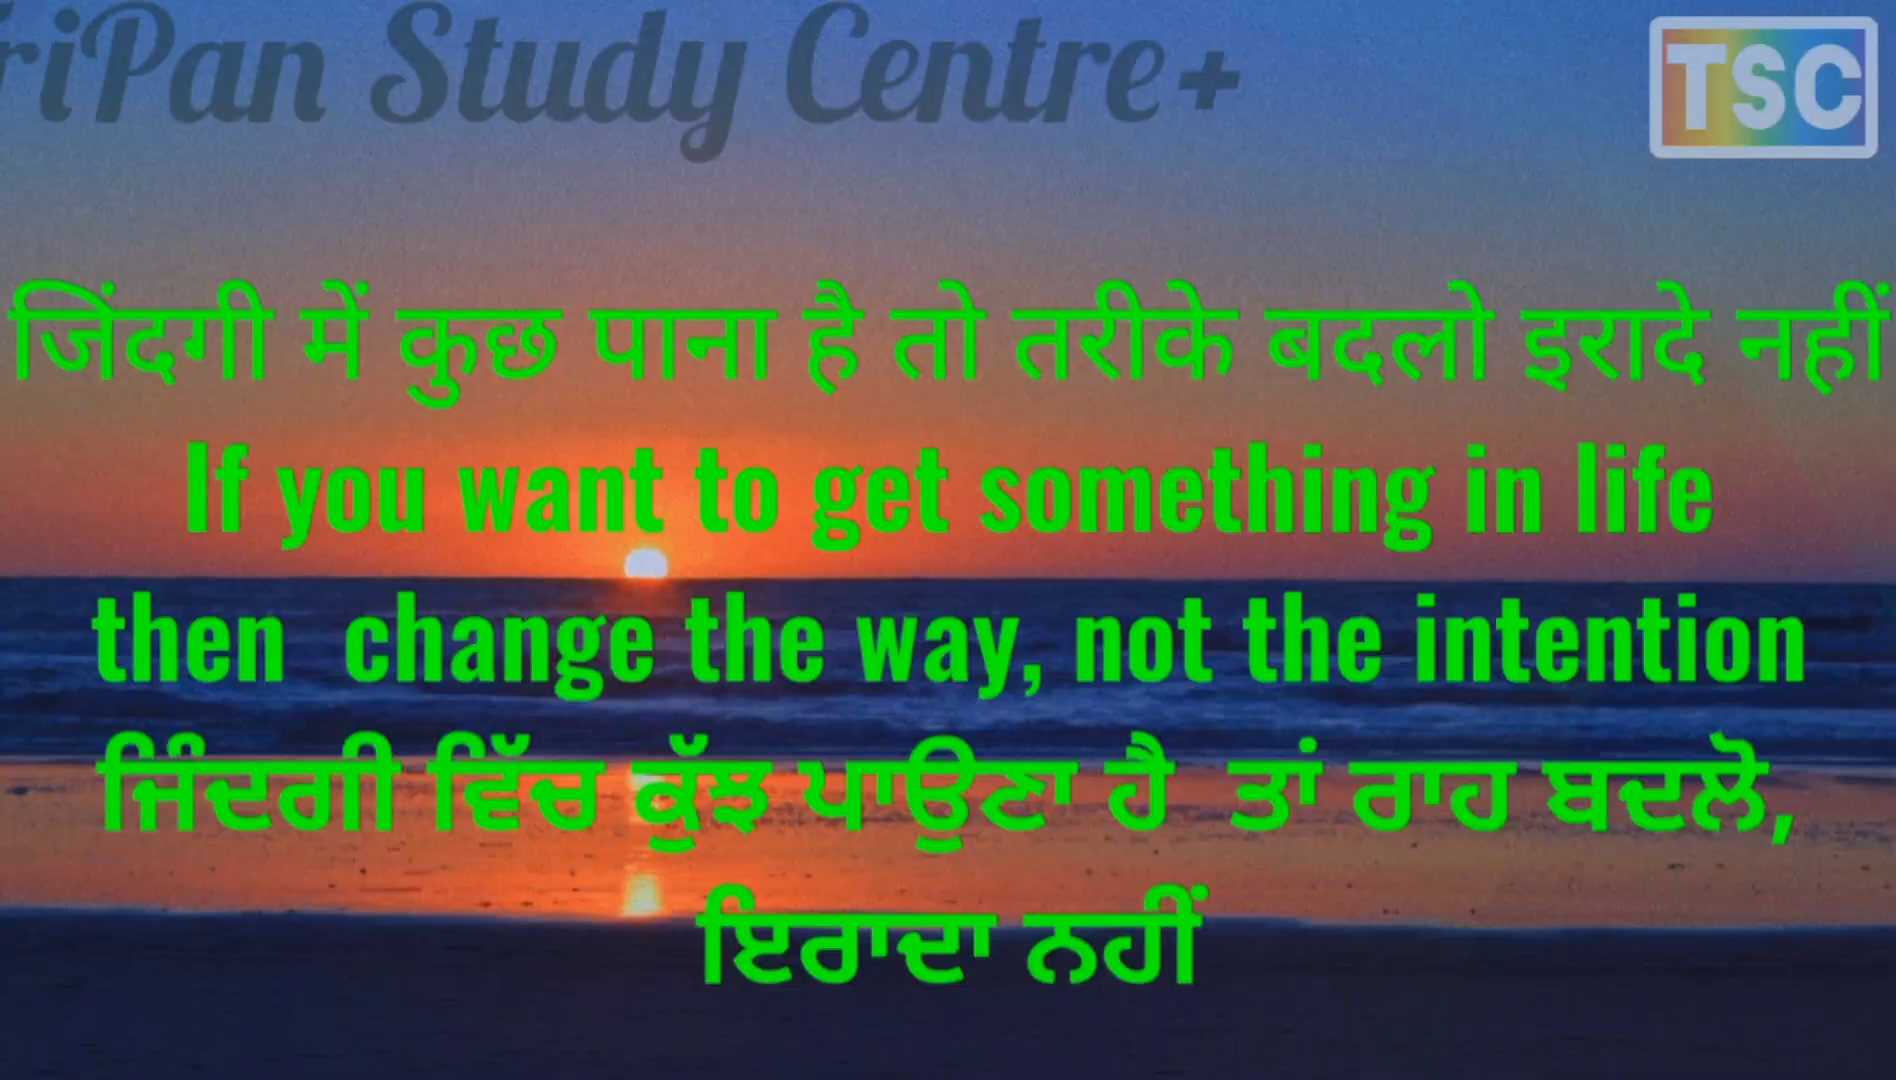 riPan Study Centre+
TSC
जिंदगी में कुछ पाना है तो तरीके बदलो इरादे नहीं
If you want to get something in life
then change the way, not the intention
ਜਿੰਦਗੀ ਵਿੱਚ ਕੁੱਝ ਪਾਉਣਾ ਹੈ ਤਾਂ ਰਾਹ ਬਦਲੋ,
ਇਰਾਦਾ ਨਹੀਂ